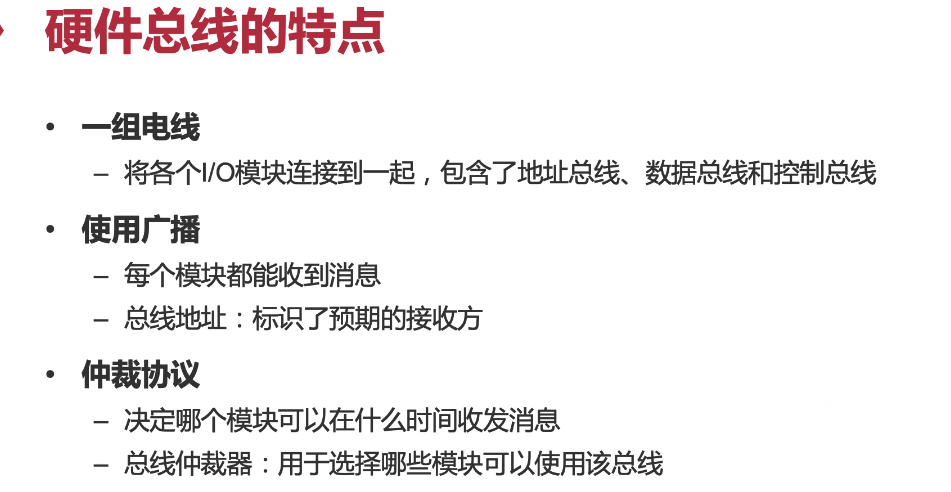 硬件总线的特点
• 一组电线
– 将各个I/O模块连接到一起，包含了地址总线、数据总线和控制总线
• 使用广播
– 每个模块都能收到消息
– 总线地址：标识了预期的接收方
• 仲裁协议
– 决定哪个模块可以在什么时间收发消息
– 总线仲裁器：用于选择哪些模块可以使用该总线